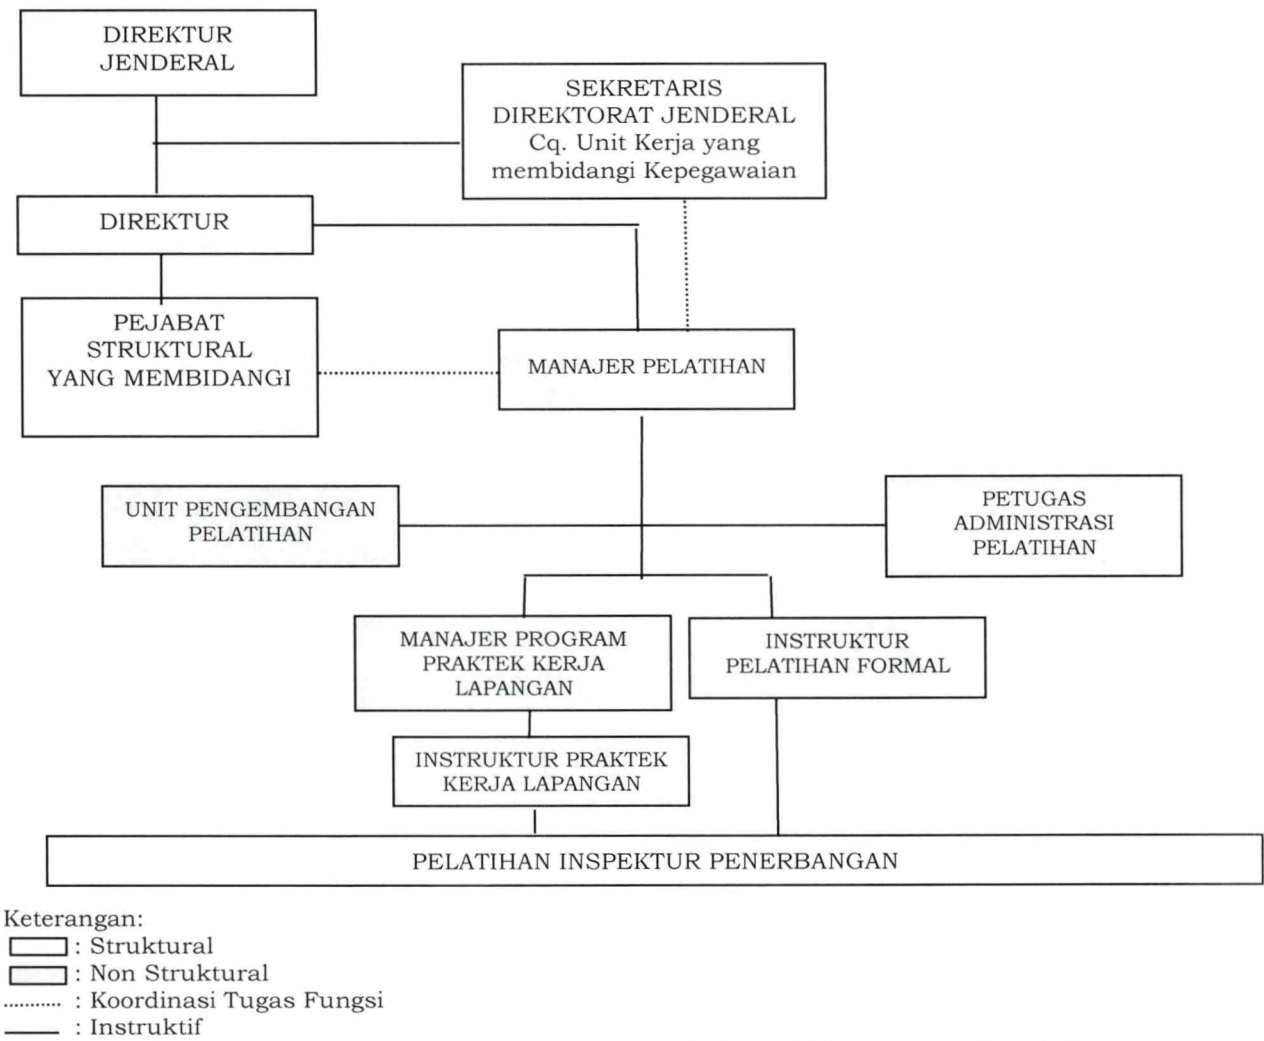 DIREKTUR
JENDERAL
SEKRETARIS
DIREKTORAT JENDERAL
Cq. Unit Kerja yang
membidangi Kepegawaian
DIREKTUR
PEJABAT
STRUKTURAL
YANG MEMBIDANGI
MANAJER PELATIHAN
UNIT PENGEMBANGAN
PELATIHAN
PETUGAS
ADMINISTRASI
PELATIHAN
MANAJER PROGRAM
PRAKTEK KERJA
LAPANGAN
INSTRUKTUR
PELATIHAN FORMAL
INSTRUKTUR PRAKTEK
KERJA LAPANGAN
PELATIHAN INSPEKTUR PENERBANGAN
Keterangan:
: Struktural
: Non Struktural
: Koordinasi Tugas Fungsi
: Instruktif